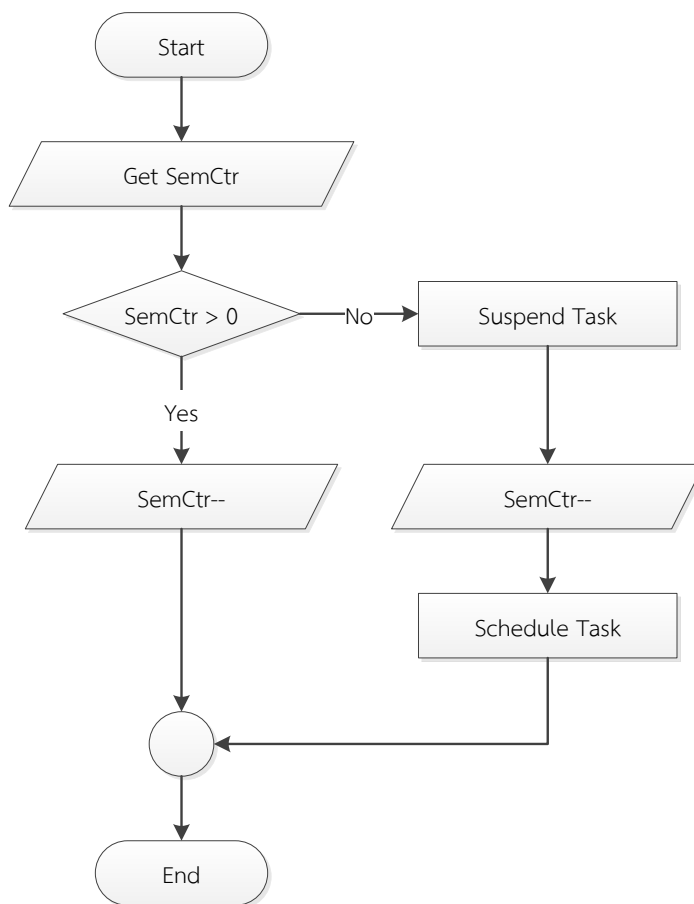 Start
Get SemCtr
SemCtr > 0
No
Suspend Task
Yes
SemCtr--
SemCtr--
Schedule Task
End